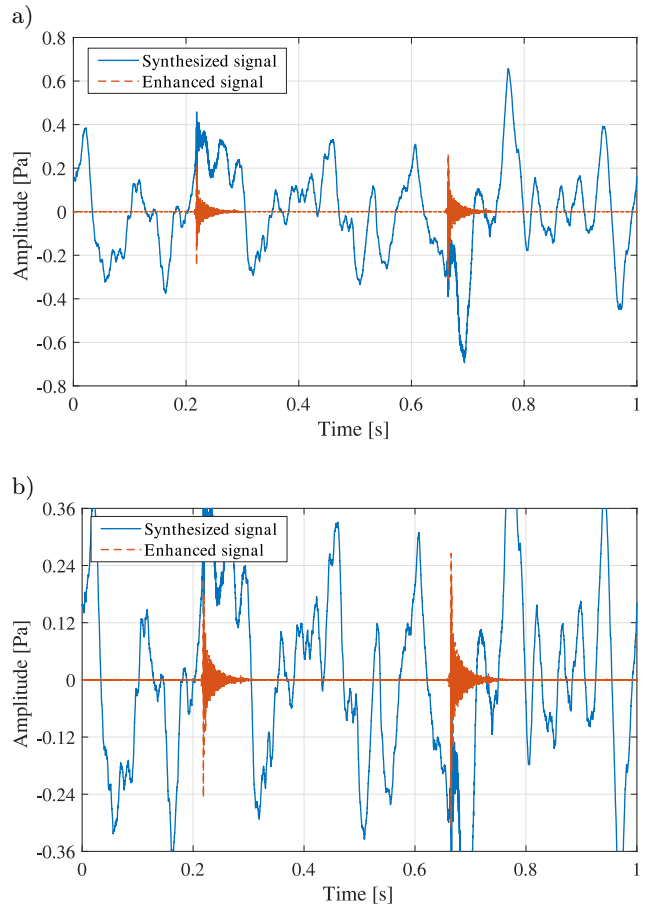 a)
0.8
0.6
0.4
0.2
0
-0.2
-0.4
-0.6
-0.8
Amplitude [Pa]
Synthesized signal
Enhanced signal
0 0.2 0.4 0.6 0.8 1
Time [s]
b)
0.36
0.24
0.12
0
-0.12
-0.24
-0.36
Amplitude [Pa]
Synthesized signal
Enhanced signal
0 0.2 0.4 0.6 0.8 1
Time [s]